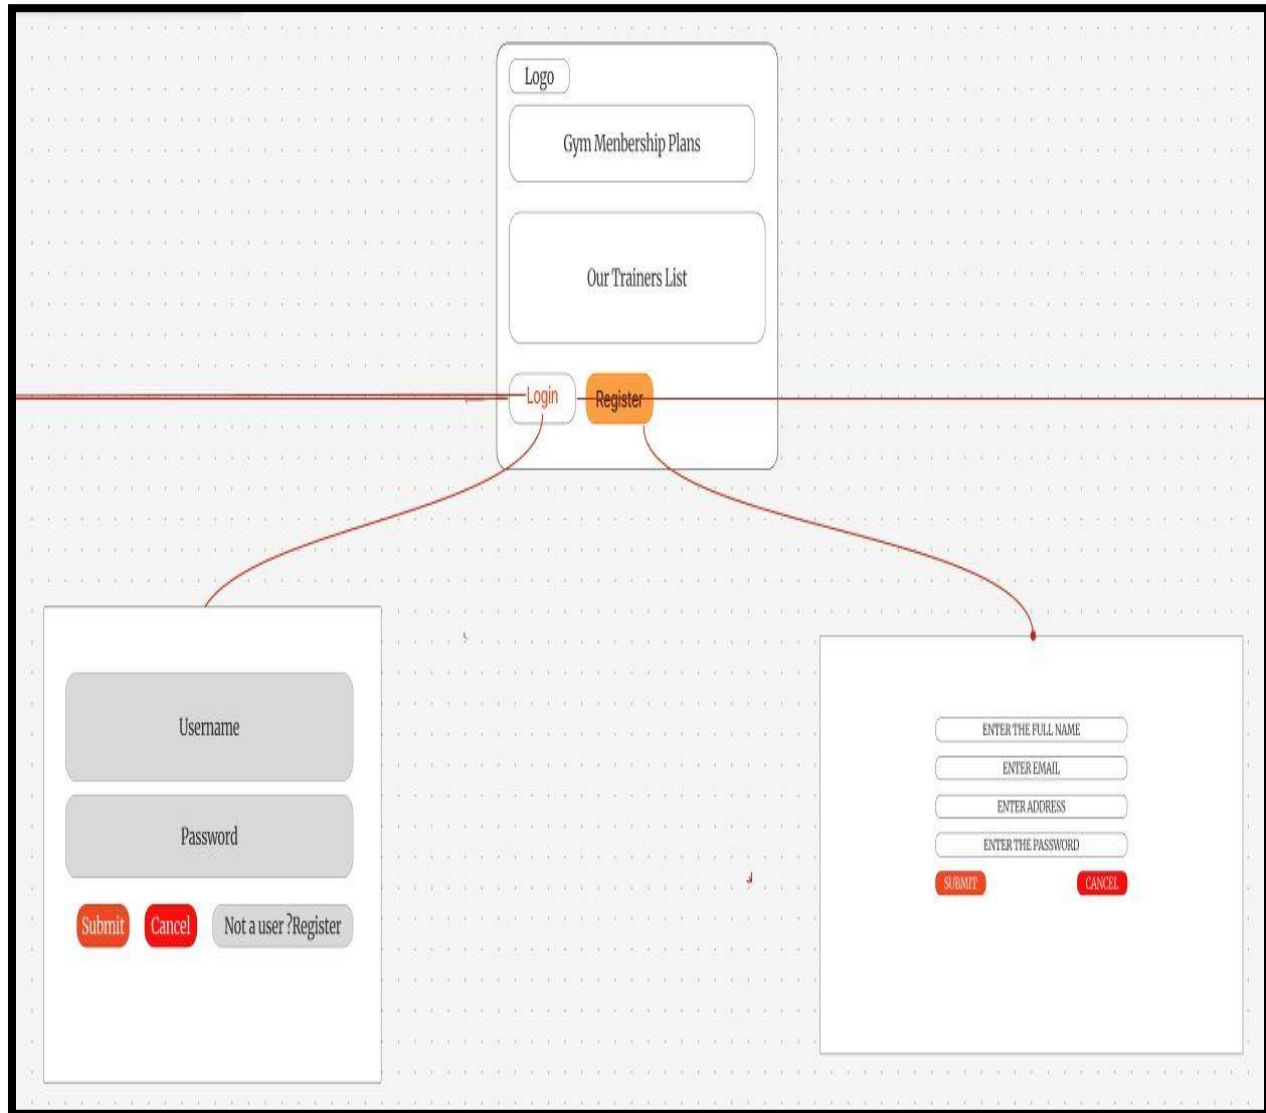 Logo
Gym Menbership Plans
Our Trainers List
Login
Register
Username
Password
Submit
Cancel
Not a user ?Register
ENTER THE FULL NAME
ENTER EMAIL
ENTER ADDRESS
ENTER THE PASSWORD
SUBMIT
CANCEL